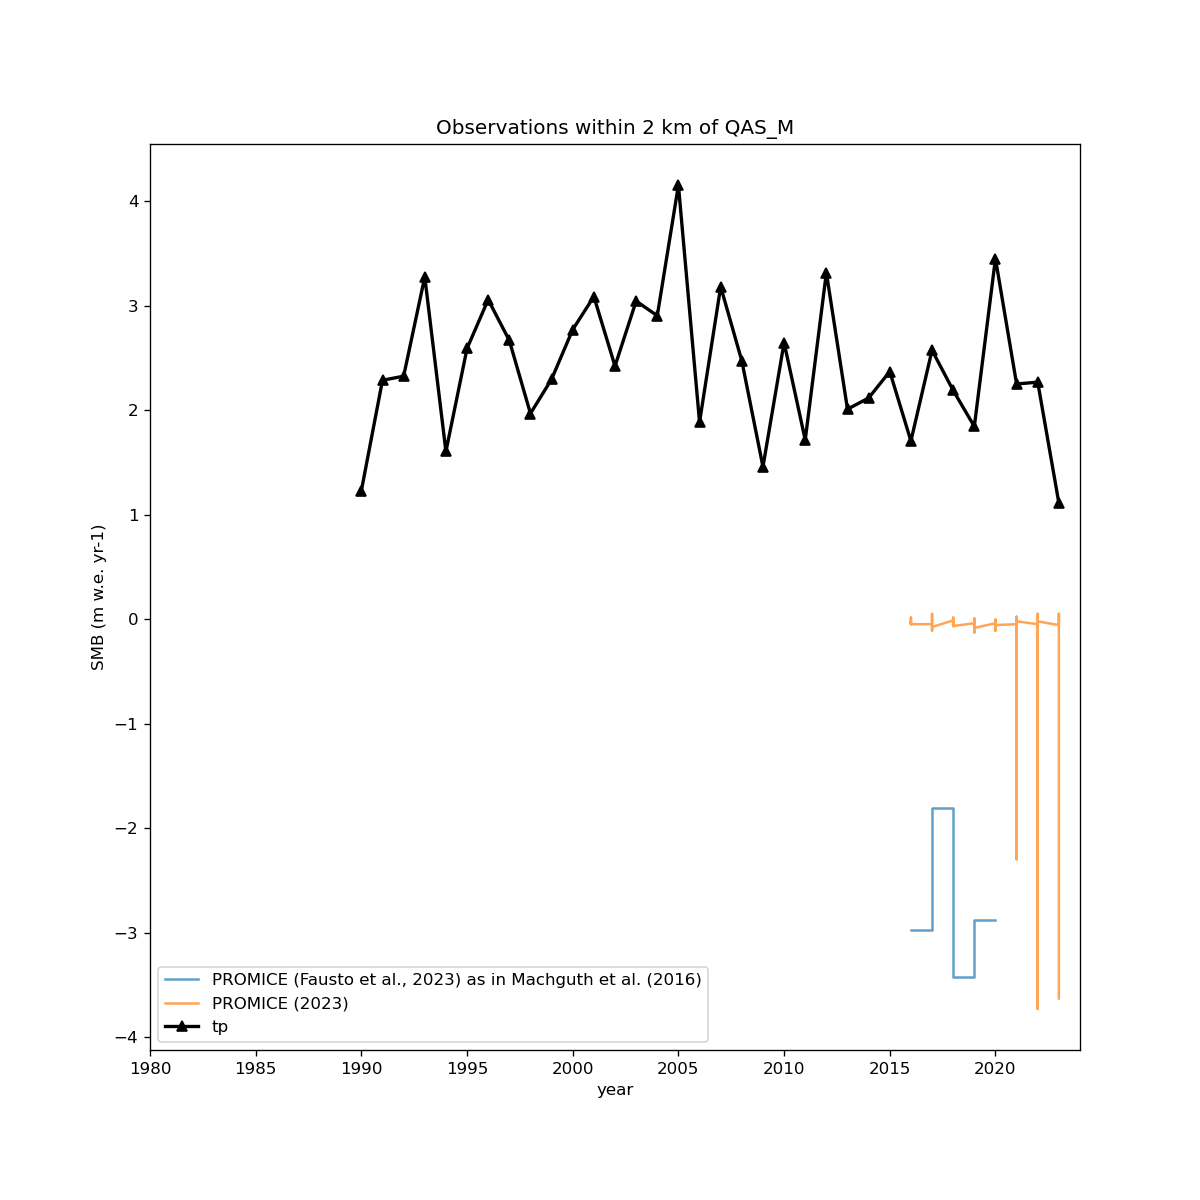 Observations within 2 km of QAS_M
4
3
2
1
0
−1
−2
−3
−4
SMB (m w.e. yr-1)
PROMICE (Fausto et al., 2023) as in Machguth et al. (2016)
PROMICE (2023)
tp
1980 1985 1990 1995 2000 2005 2010 2015 2020
year